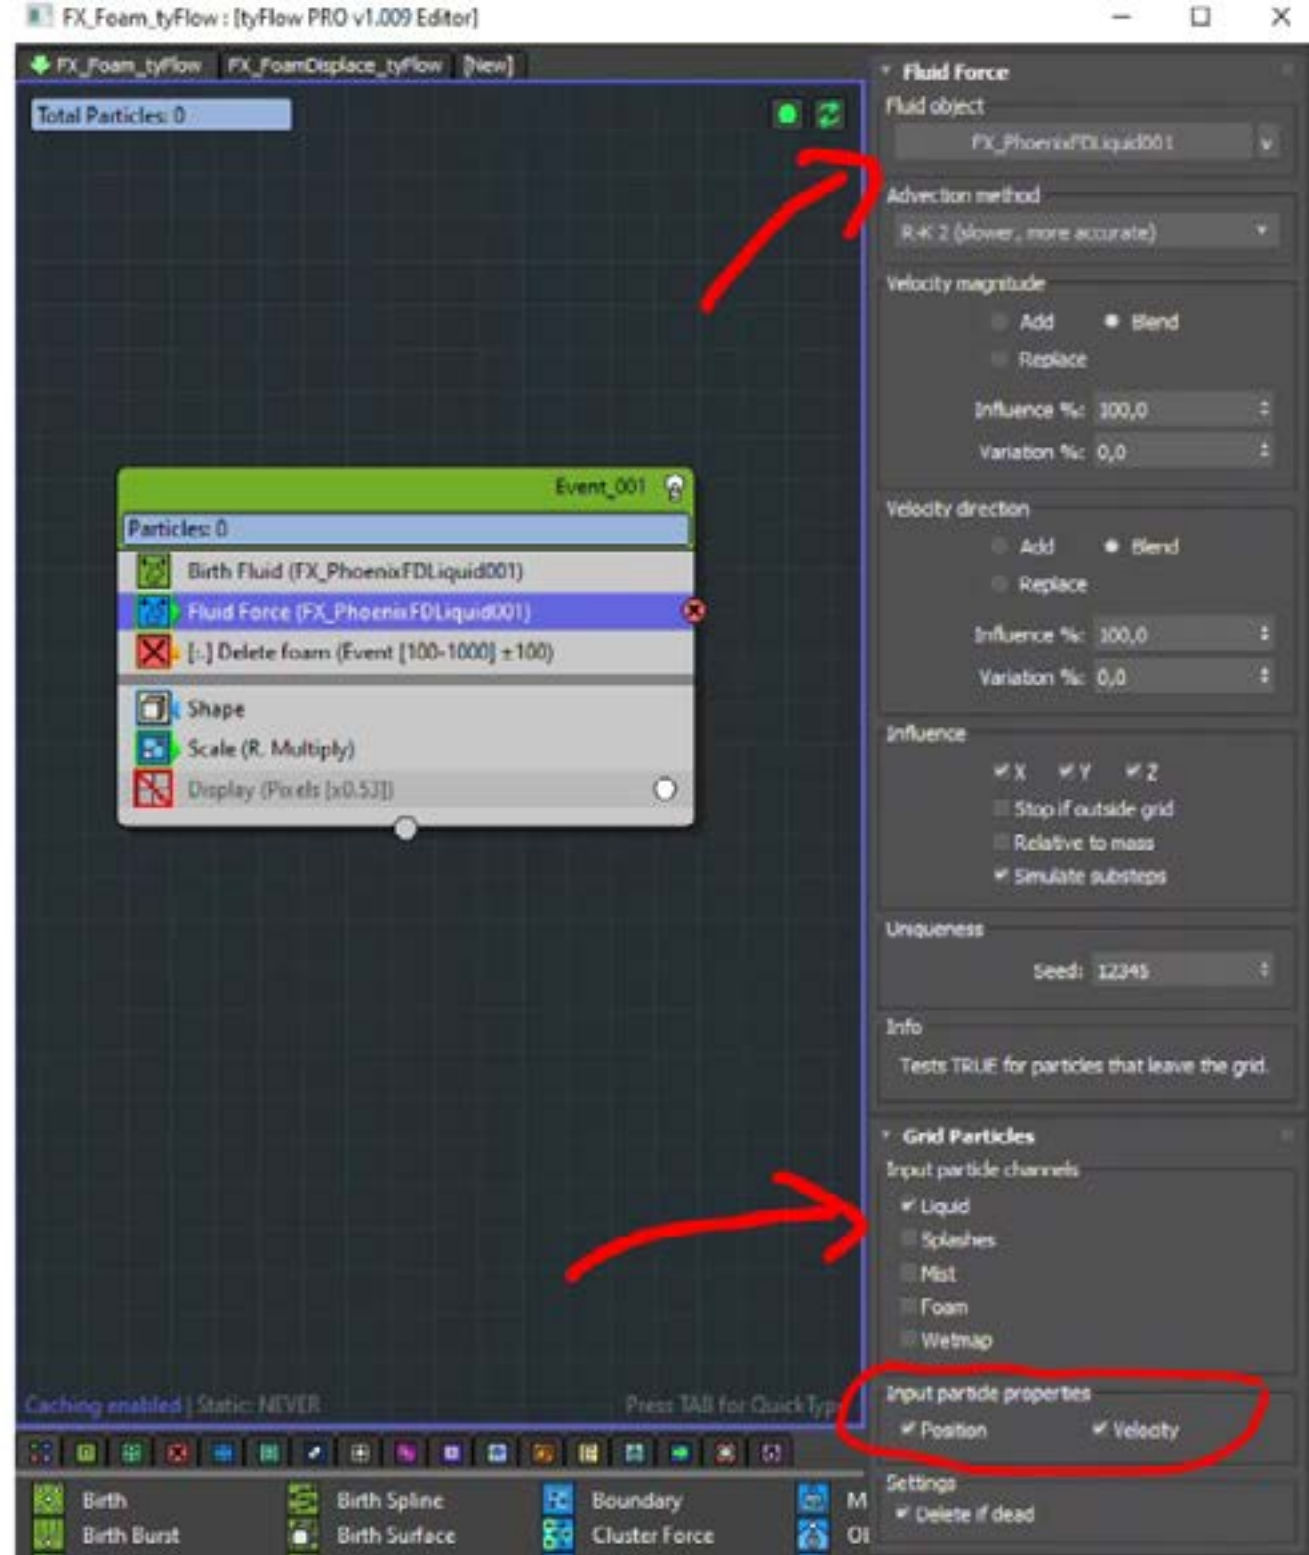 FX_Foam_tyFlow : [tyFlow PRO v1.009 Editor]
FX_Foam_tyFlow FX_FoamDisplace_tyFlow [New]
Total Particles: 0
Event_001
Particles: 0
Birth Fluid (FX_PhoenixFDLiquid001)
Fluid Force (FX_PhoenixFDLiquid001)
[:.] Delete foam (Event [100-1000] ±100)
Shape
Scale (R. Multiply)
Display (Pixels [x0.53])
Caching enabled | Static: NEVER
Press TAB for QuickTyp
Birth Birth Spline Boundary M
Birth Burst Birth Surface Cluster Force
Fluid Force
Fluid object
FX_PhoenixFDLiquid001 v
Advection method
R-K 2 (slower, more accurate)
Velocity magnitude
Add Blend
Replace
Influence %: 100,0
Variation %: 0,0
Velocity direction
Add Blend
Replace
Influence %: 100,0
Variation %: 0,0
Influence
X Y Z
Stop if outside grid
Relative to mass
Simulate substeps
Uniqueness
Seed: 12345
Info
Tests TRUE for particles that leave the grid.
Grid Particles
Input particle channels
Liquid
Splashes
Mist
Foam
Wetmap
Input particle properties
Position Velocity
Settings
Delete if dead